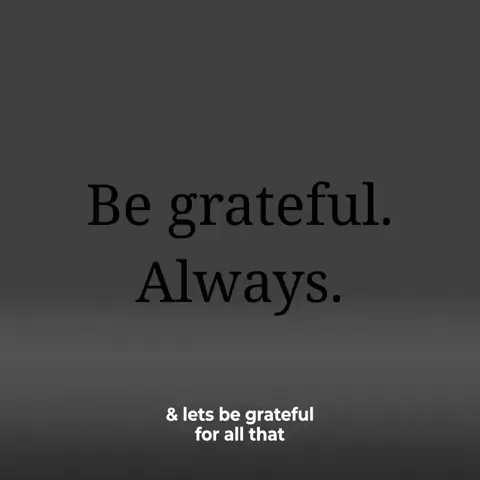 Be grateful.
Always.
& lets be grateful
for all that